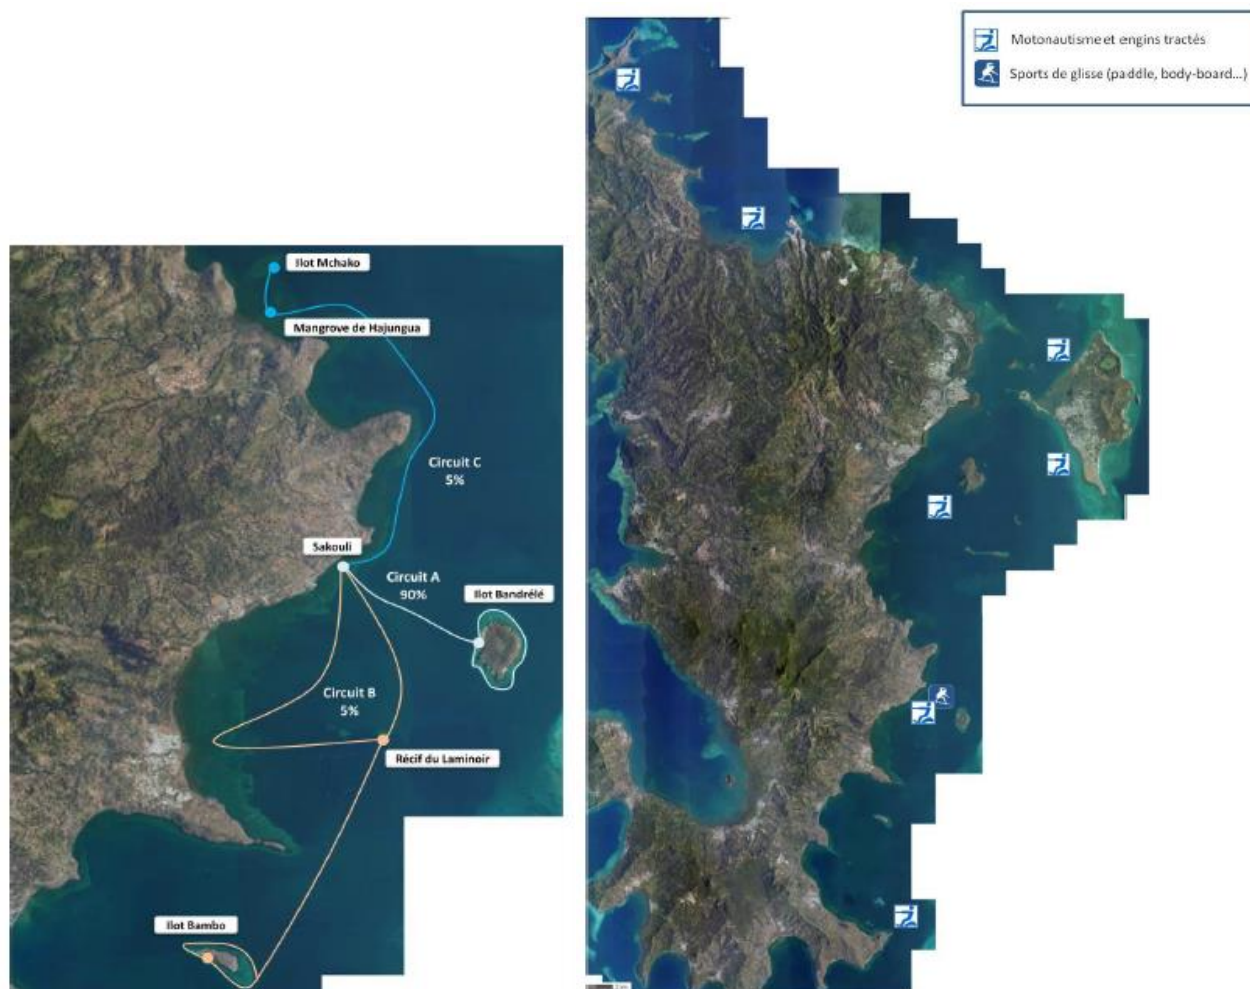 Motonautisme et engins tractés
Sports de glisse (paddle, body-board...)
Ilot Mchako
Mangrove de Hajungua
Circuit C
5%
Sakouli
Circuit A
90%
Ilot Bandrélé
Circuit B
5%
Récif du Laminoir
Ilot Bambo